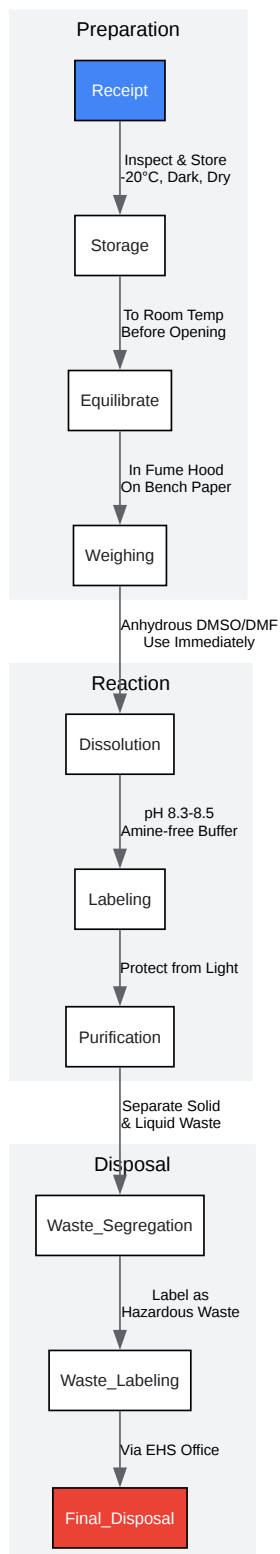 Preparation
Receipt
Inspect & Store
-20°C, Dark, Dry
Storage
To Room Temp
Before Opening
Equilibrate
In Fume Hood
On Bench Paper
Weighing
Anhydrous DMSO/DMF
Use Immediately
Reaction
Dissolution
pH 8.3-8.5
Amine-free Buffer
Labeling
Protect from Light
Purification
Separate Solid
& Liquid Waste
Disposal
Waste_Segregation
Label as
Hazardous Waste
Waste_Labeling
Via EHS Office
Final_Disposal